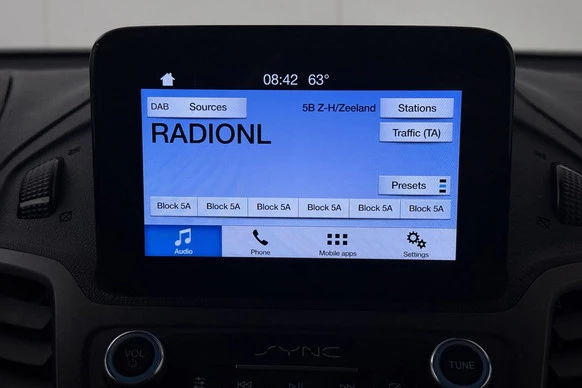 08:42 63°
DAB Sources 5B Z-H/Zeeland Stations
RADIONL
Traffic (TA)
Presets
Block 5A Block 5A Block 5A Block 5A Block 5A Block 5A
Audio Phone Mobile apps Settings
VOL SYNC TUNE